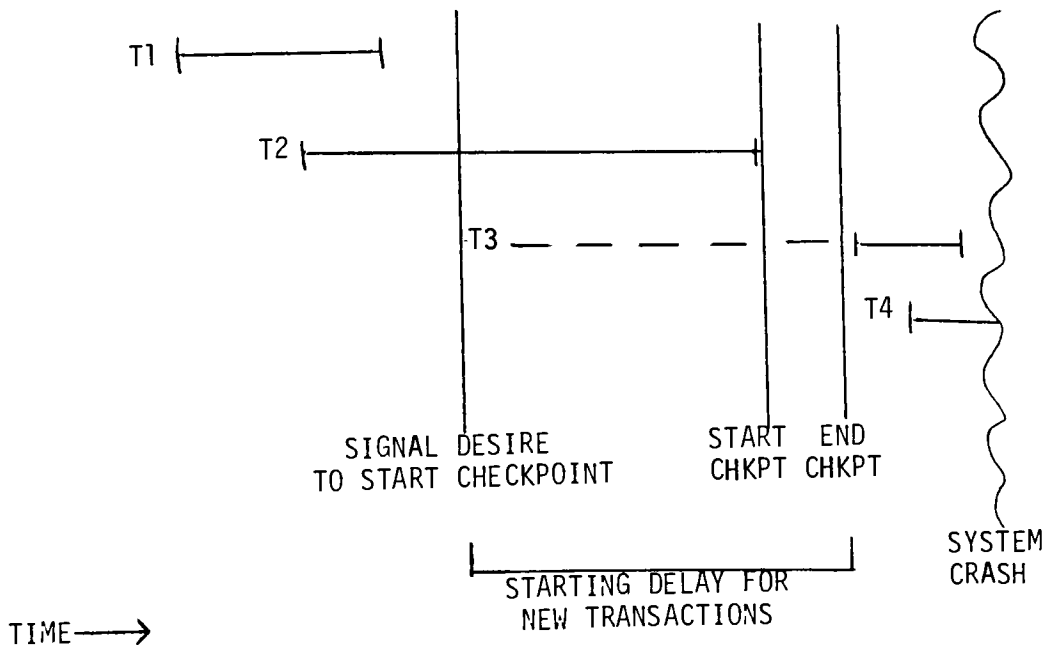 T1
T2
T3
T4
SIGNAL DESIRE
TO START CHECKPOINT
START END
CHKPT CHKPT
SYSTEM
CRASH
STARTING DELAY FOR
NEW TRANSACTIONS
TIME